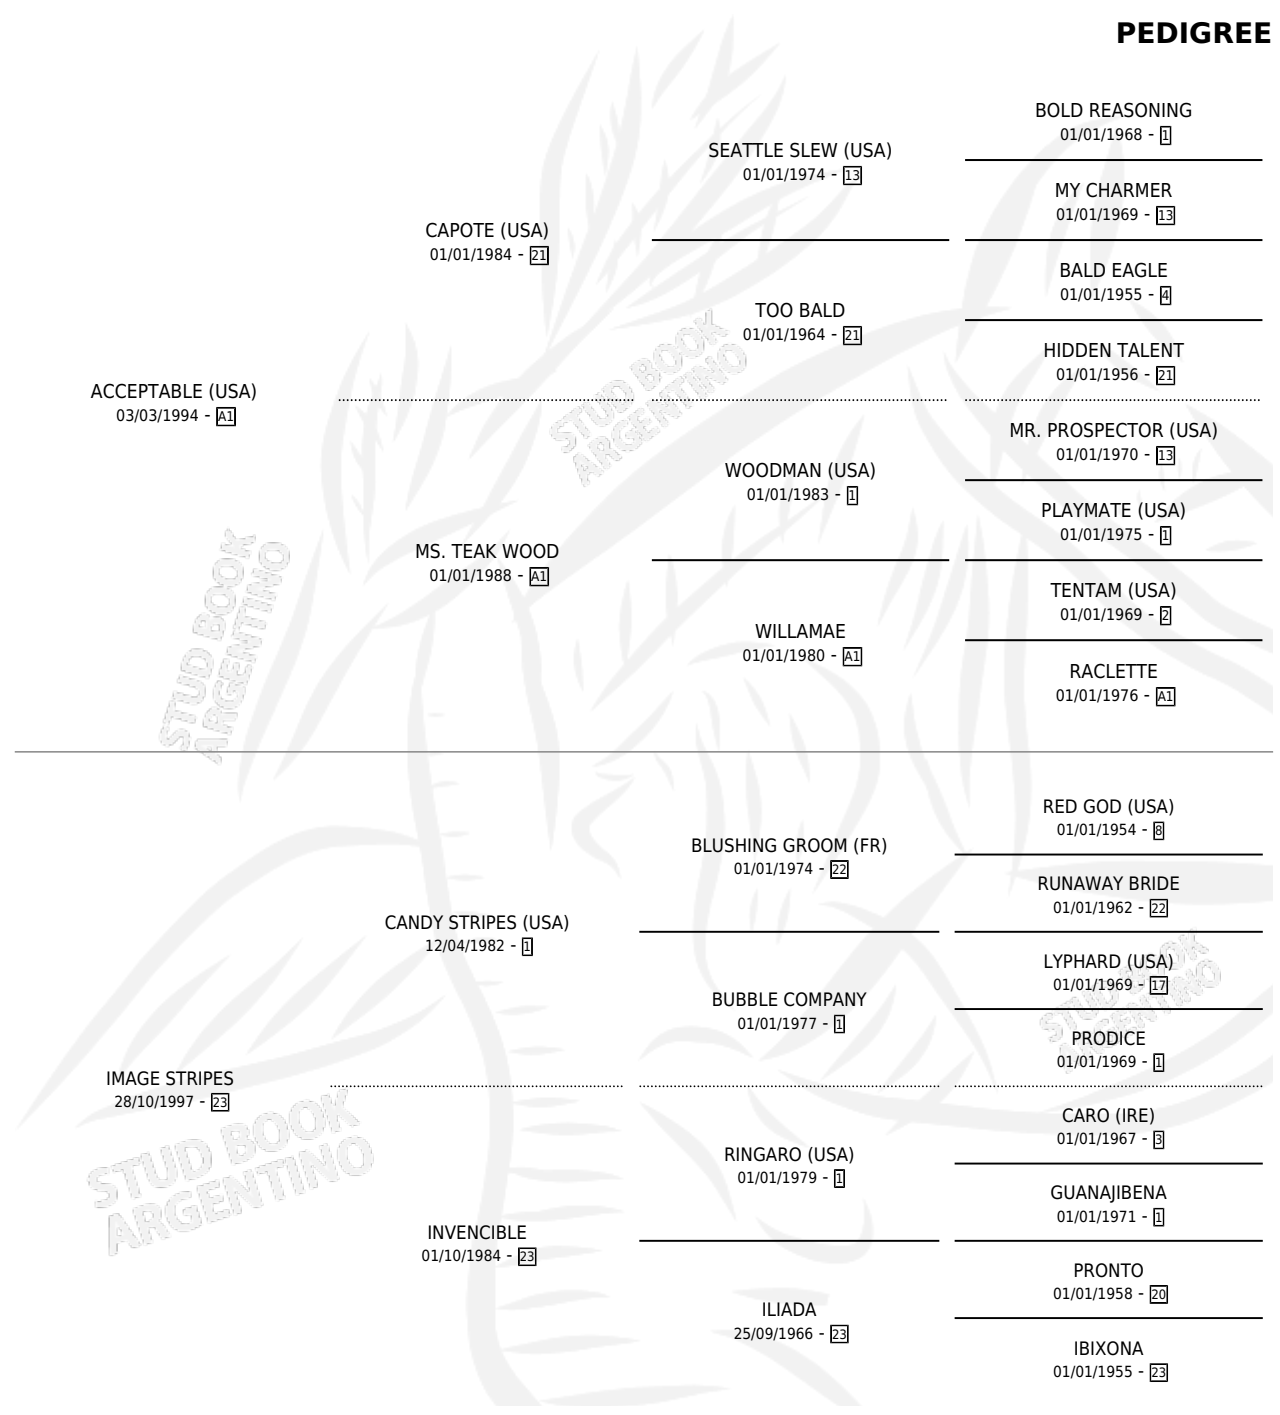 PEDIGREE
BOLD REASONING
01/01/1968 - 1
SEATTLE SLEW (USA)
01/01/1974 - 13
MY CHARMER
01/01/1969 - 13
CAPOTE (USA)
01/01/1984 - 21
BALD EAGLE
01/01/1955 - 4
TOO BALD
01/01/1964 - 21
HIDDEN TALENT
01/01/1956 - 21
ACCEPTABLE (USA)
03/03/1994 - A1
MR. PROSPECTOR (USA)
01/01/1970 - 13
WOODMAN (USA)
01/01/1983 - 1
PLAYMATE (USA)
01/01/1975 - 1
MS. TEAK WOOD
01/01/1988 - A1
TENTAM (USA)
01/01/1969 - 2
WILLAMAE
01/01/1980 - A1
RACLETTE
01/01/1976 - A1
RED GOD (USA)
01/01/1954 - 8
BLUSHING GROOM (FR)
01/01/1974 - 22
RUNAWAY BRIDE
01/01/1962 - 22
CANDY STRIPES (USA)
12/04/1982 - 1
LYPHARD (USA)
01/01/1969 - 17
BUBBLE COMPANY
01/01/1977 - 1
PRODICE
01/01/1969 - 1
IMAGE STRIPES
28/10/1997 - 23
CARO (IRE)
01/01/1967 - 3
RINGARO (USA)
01/01/1979 - 1
GUANAJIBENA
01/01/1971 - 1
INVENCIBLE
01/10/1984 - 23
PRONTO
01/01/1958 - 20
ILIADA
25/09/1966 - 23
IBIXONA
01/01/1955 - 23
STUD BOOK
ARGENTINO
STUD BOOK
ARGENTINO
STUD BOOK
ARGENTINO
STUD BOOK
ARGENTINO